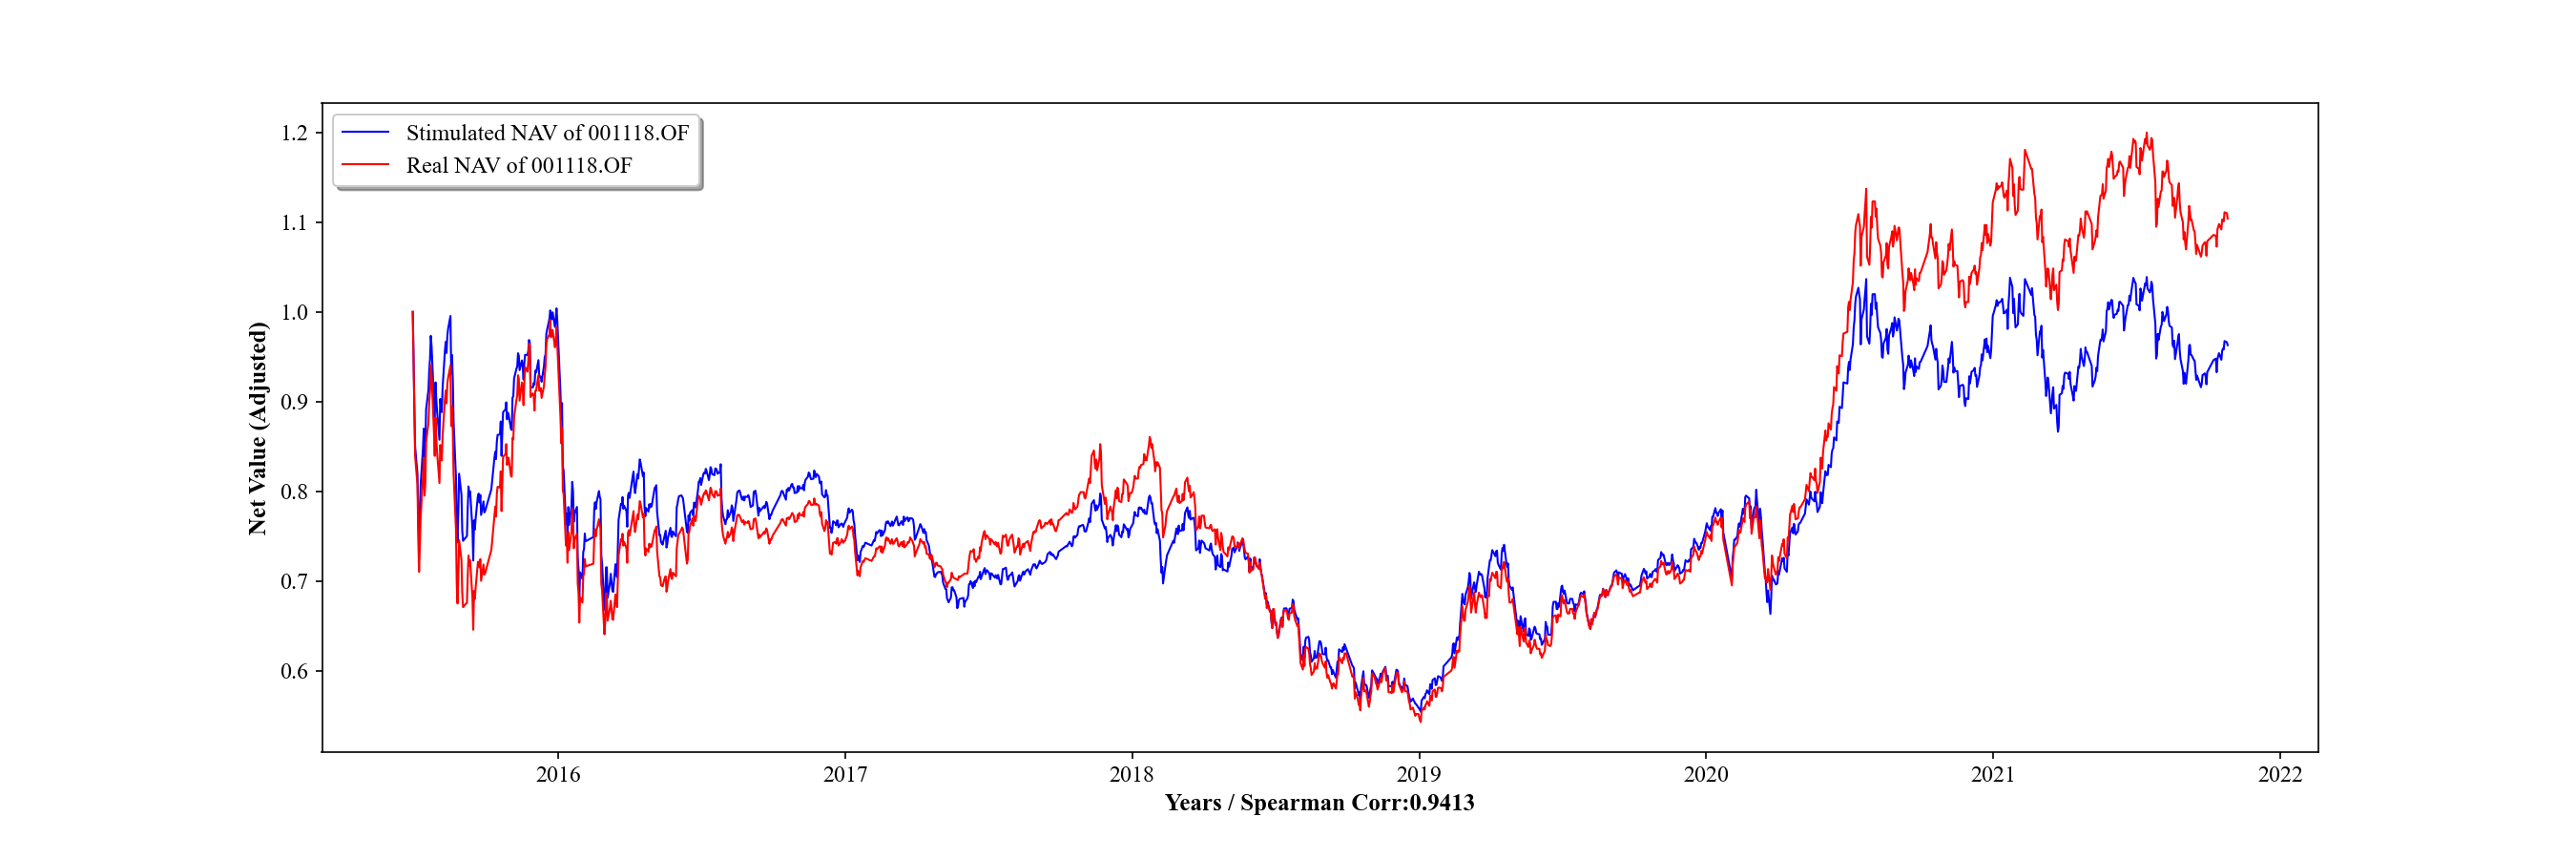 Stimulated NAV of 001118.OF
Real NAV of 001118.OF
1.2
1.1
1.0
0.9
0.8
0.7
0.6
Net Value (Adjusted)
2016 2017 2018 2019 2020 2021 2022
Years / Spearman Corr:0.9413